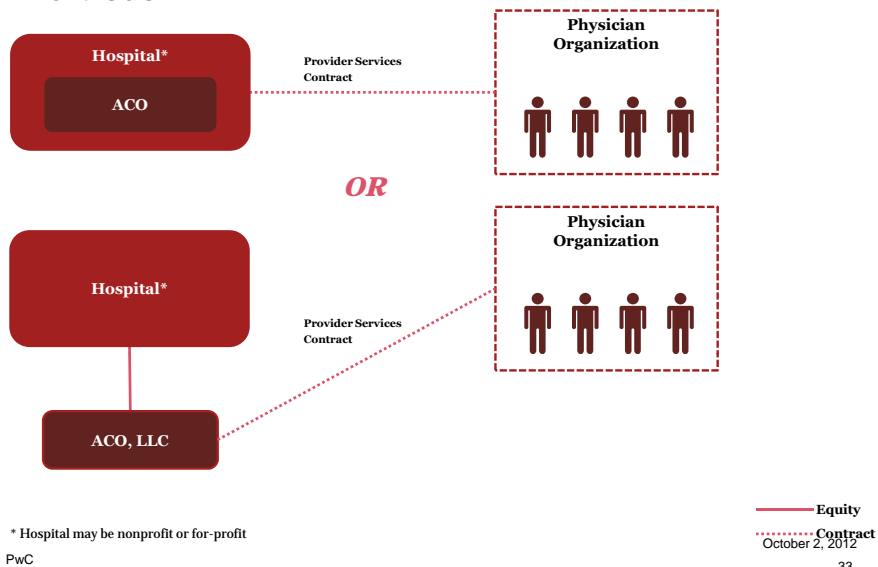 Hospital*
ACO
Provider Services
Contract
Physician
Organization
OR
Hospital*
ACO, LLC
Provider Services
Contract
Physician
Organization
* Hospital may be nonprofit or for-profit
Equity
Contract
PwC
October 2, 2012
33